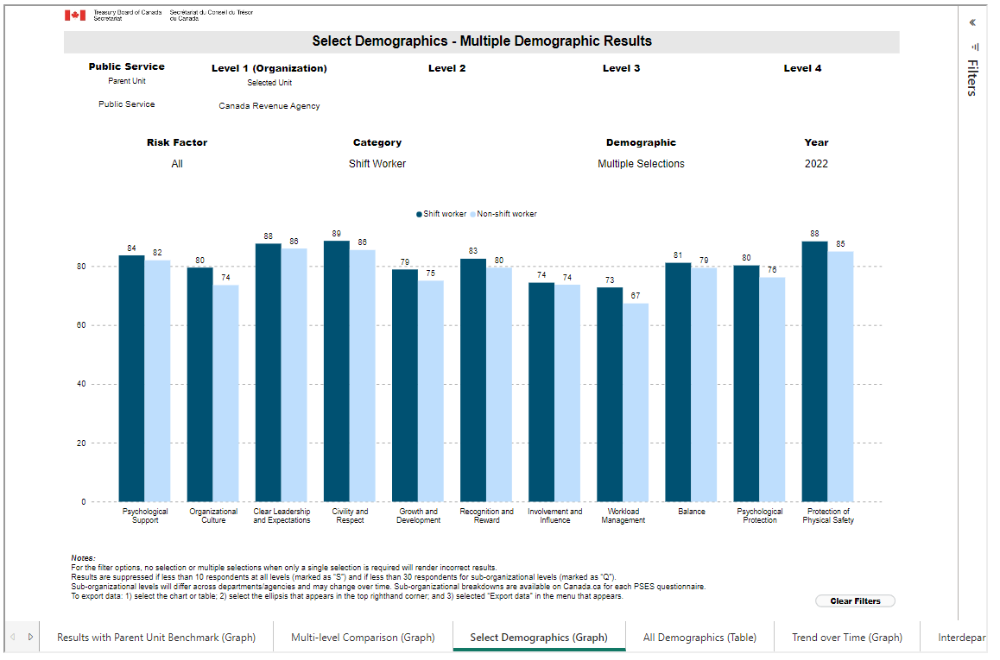 Treasury Board of Canada Secrétariat du Conseil du Trésor
Secretariat du Canada
Select Demographics - Multiple Demographic Results
Public Service Level 1 (Organization) Level 2 Level 3 Level 4
Parent Unit Selected Unit
Public Service Canada Revenue Agency
Risk Factor Category Demographic Year
All Shift Worker Multiple Selections 2022
Shift worker Non-shift worker
84 82 80 74 88 86 89 86 79 75 83 80 74 74 73 67 81 79 80 76 88 85
80
60
40
20
0
Psychological Organizational Clear Leadership Civility and Growth and Recognition and Involvement and Workload Balance Psychological Protection of
Support Culture and Expectations Respect Development Reward Influence Management Protection Physical Safety
Notes:
For the filter options, no selection or multiple selections when only a single selection is required will render incorrect results.
Results are suppressed if less than 10 respondents at all levels (marked as "S") and if less than 30 respondents for sub-organizational levels (marked as "Q").
Sub-organizational levels will differ across departments/agencies and may change over time. Sub-organizational breakdowns are available on Canada.ca for each PSES questionnaire.
To export data: 1) select the chart or table; 2) select the ellipsis that appears in the top righthand corner; and 3) selected "Export data" in the menu that appears.
Clear Filters
Filters
Results with Parent Unit Benchmark (Graph) Multi-level Comparison (Graph) Select Demographics (Graph) All Demographics (Table) Trend over Time (Graph) Interdepar